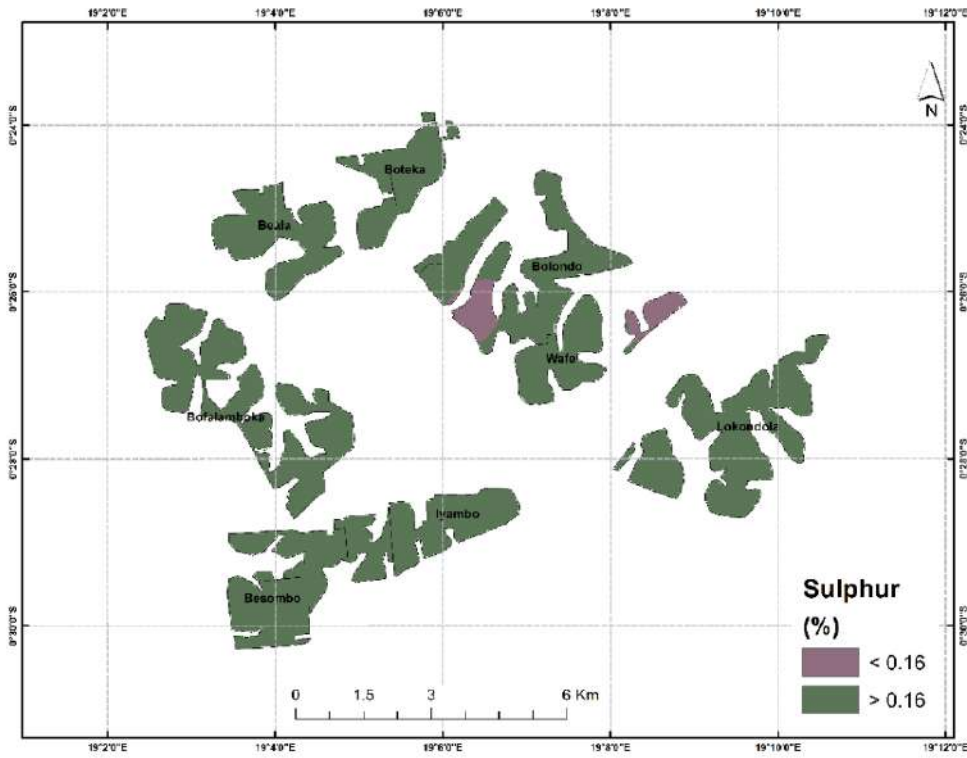 19°2'0"E 19°4'0"E 19°6'0"E 19°8'0"E 19°10'0"E 19°12'0"E
N
0°24'0"S 0°24'0"S
Boteka
Boula
Bolondo
0°26'0"S 0°26'0"S
Wafei
Bofalamboka
Lokondola
0°28'0"S 0°28'0"S
Iyambo
Besombo
Sulphur
(%)
0°30'0"S 0°30'0"S
< 0.16
> 0.16
0 1.5 3 6 Km
19°2'0"E 19°4'0"E 19°6'0"E 19°8'0"E 19°10'0"E 19°12'0"E